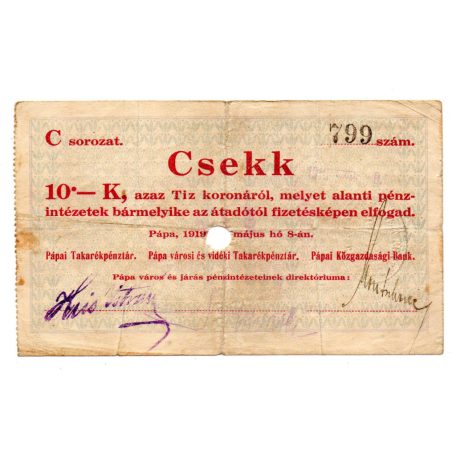 C sorozat. 799 szám.
Csekk
10·— K, azaz Tiz koronáról, melyet alanti pénz-
intézetek bármelyike az átadótól fizetésképen elfogad.
Pápa, 1919 május hó 8-án.
Pápai Takarékpénztár. Pápa városi és vidéki Takarékpénztár. Pápai Közgazdasági Bank.
Pápa város és járás pénzintézeteinek direktóriuma: